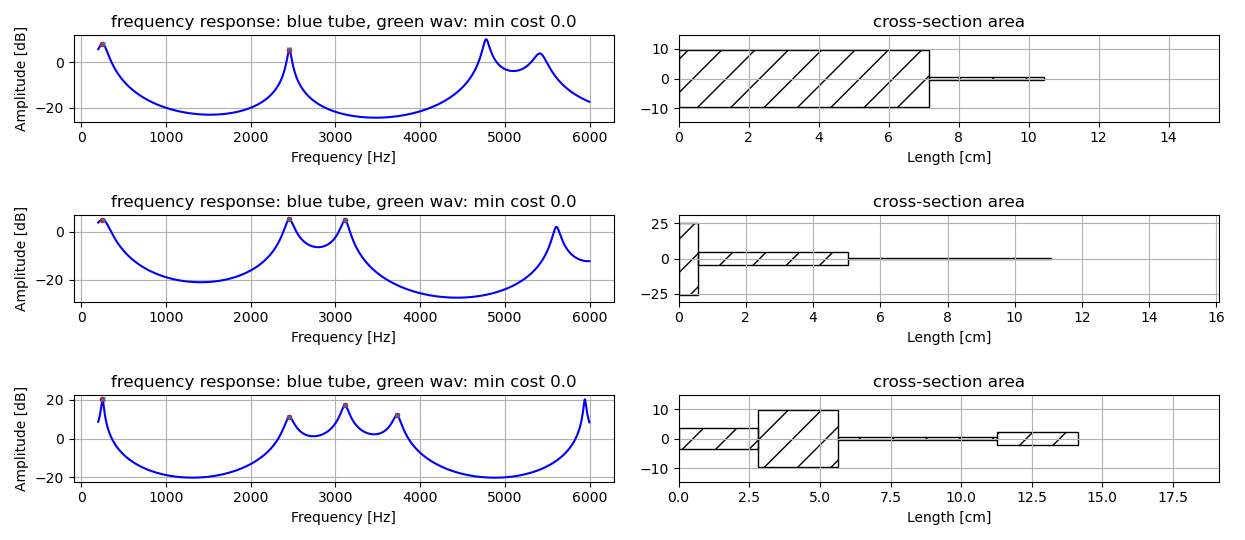 frequency response: blue tube, green wav: min cost 0.0
cross-section area
Amplitude [dB]
0
−20
0 1000 2000 3000 4000 5000 6000
Frequency [Hz]
10
0
−10
0 2 4 6 8 10 12 14
Length [cm]
frequency response: blue tube, green wav: min cost 0.0
cross-section area
Amplitude [dB]
0
−20
0 1000 2000 3000 4000 5000 6000
Frequency [Hz]
25
0
−25
0 2 4 6 8 10 12 14 16
Length [cm]
frequency response: blue tube, green wav: min cost 0.0
cross-section area
Amplitude [dB]
20
0
−20
0 1000 2000 3000 4000 5000 6000
Frequency [Hz]
10
0
−10
0.0 2.5 5.0 7.5 10.0 12.5 15.0 17.5
Length [cm]